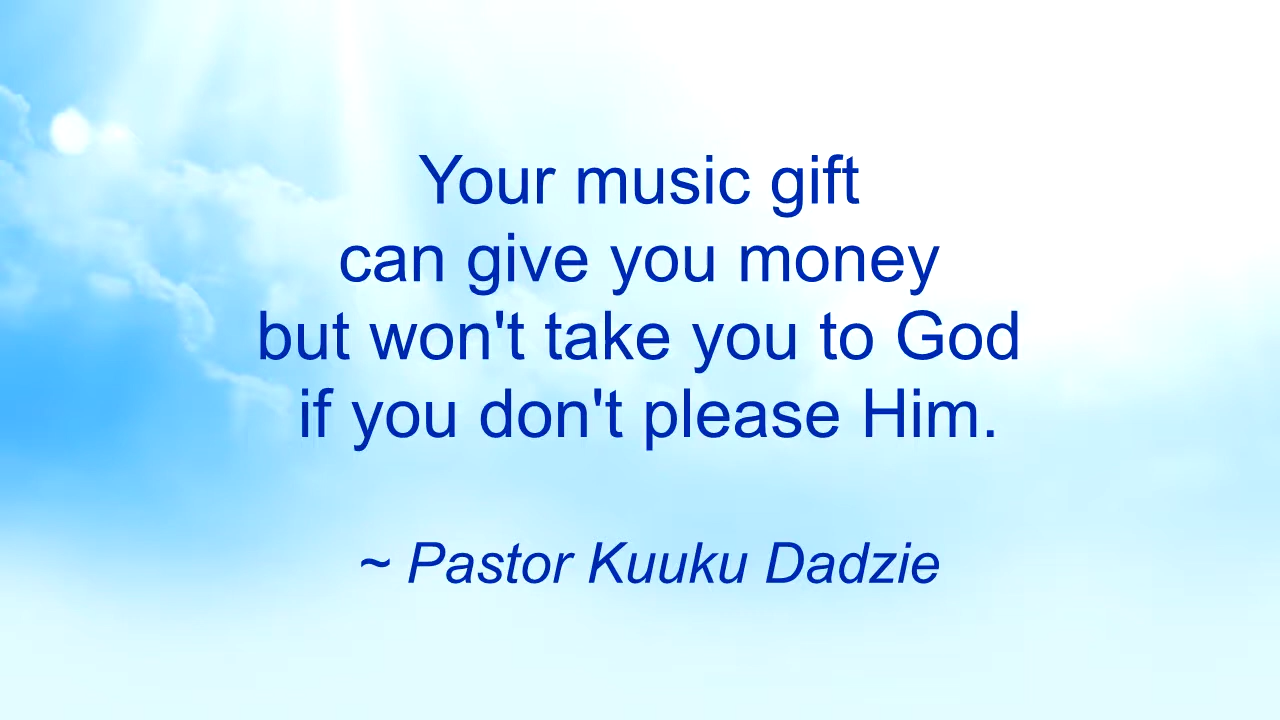 Your music gift
can give you money
but won't take you to God
if you don't please Him.
~ Pastor Kuuku Dadzie